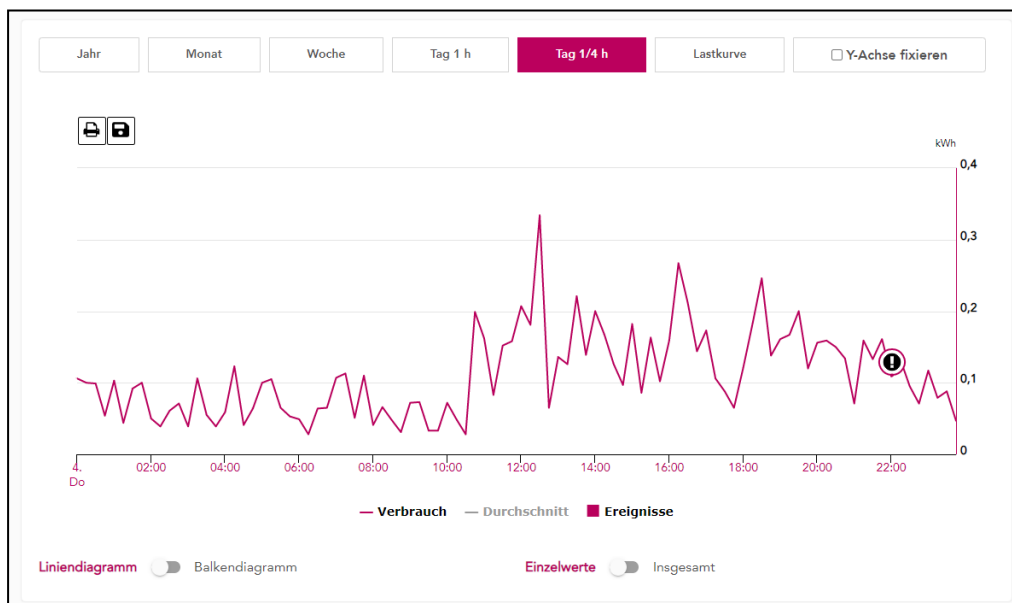 Jahr Monat Woche Tag 1 h Tag 1/4 h Lastkurve Y-Achse fixieren
kWh
0,4
0,3
0,2
0,1
0
4. 02:00 04:00 06:00 08:00 10:00 12:00 14:00 16:00 18:00 20:00 22:00
Do
Verbrauch Durchschnitt Ereignisse
Liniendiagramm Balkendiagramm Einzelwerte Insgesamt